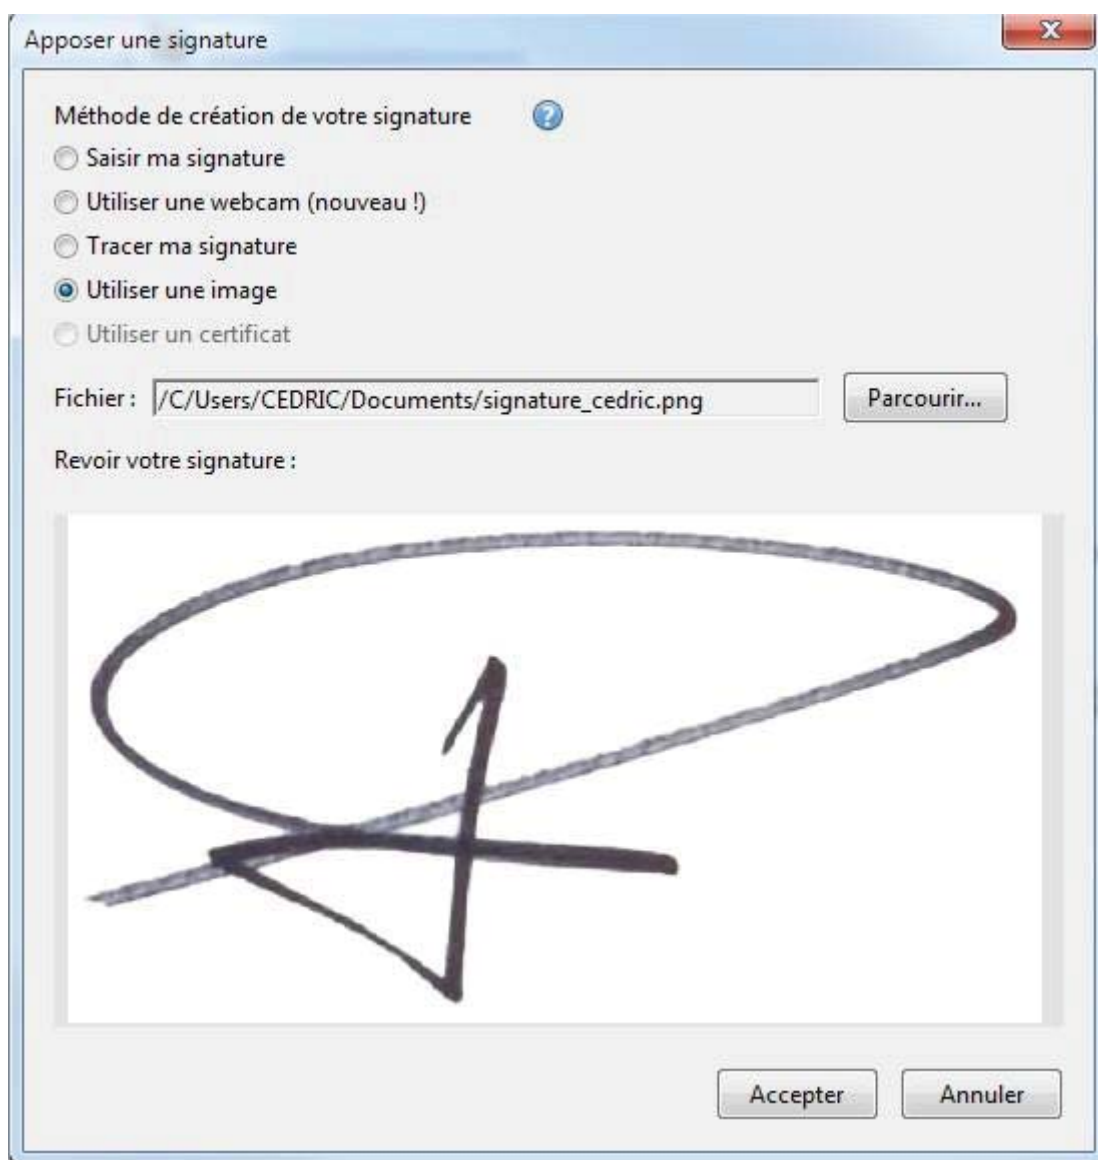 Apposer une signature
Méthode de création de votre signature
Saisir ma signature
Utiliser une webcam (nouveau !)
Tracer ma signature
Utiliser une image
Utiliser un certificat
Fichier : /C/Users/CEDRIC/Documents/signature_cedric.png Parcourir...
Revoir votre signature :
Accepter Annuler